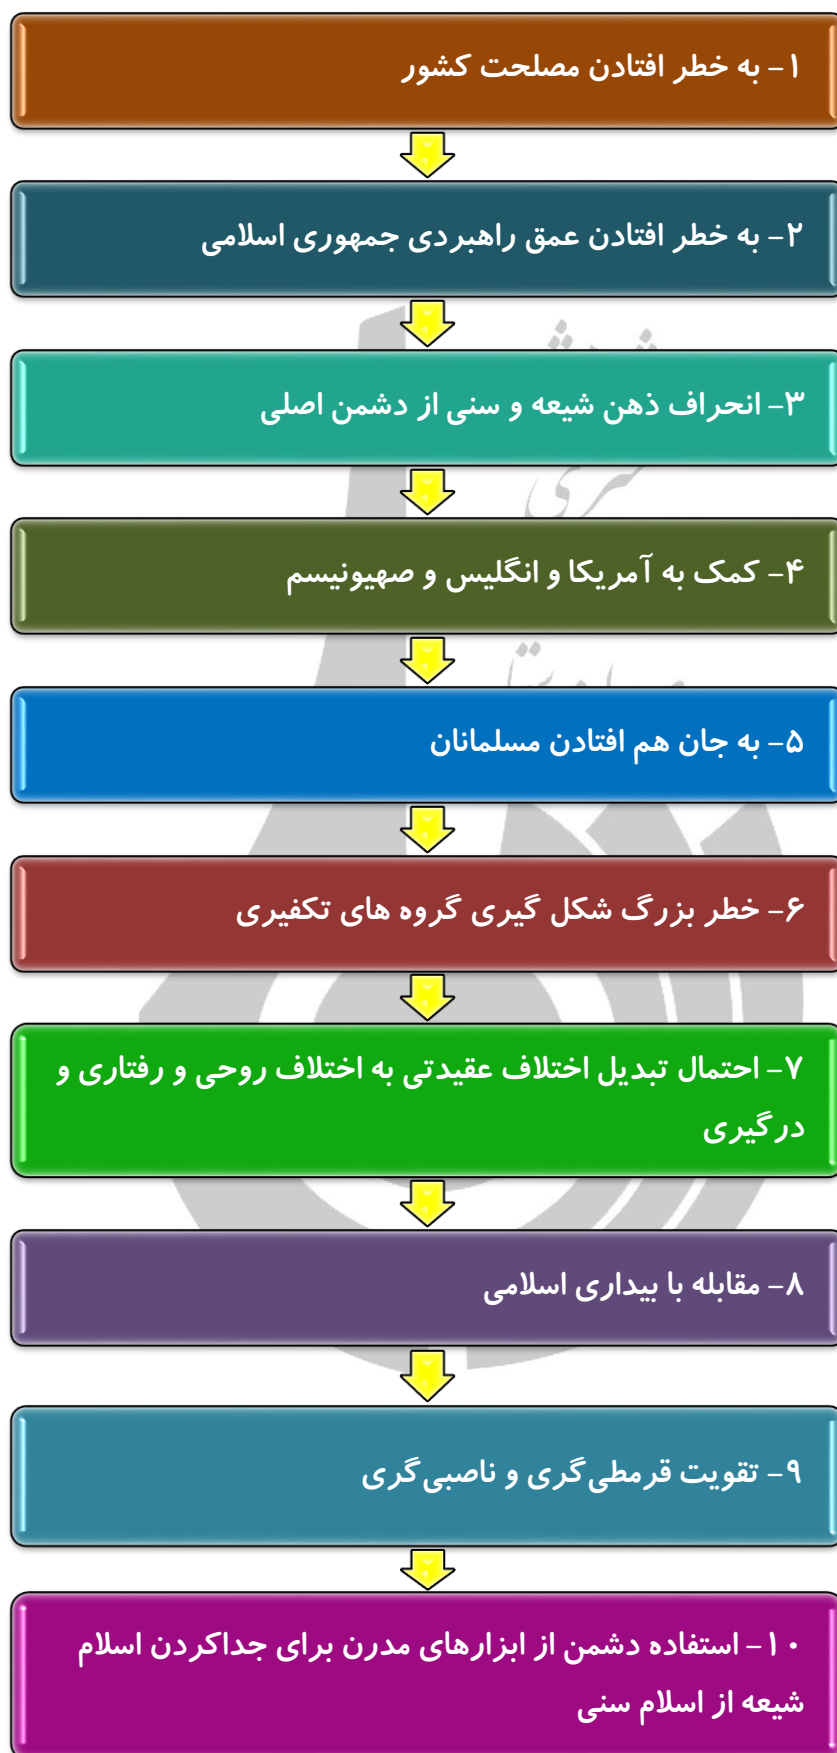 ۱- به خطر افتادن مصلحت کشور
۲- به خطر افتادن عمق راهبردی جمهوری اسلامی
۳- انحراف ذهن شیعه و سنی از دشمن اصلی
۴- کمک به آمریکا و انگلیس و صهیونیسم
۵- به جان هم افتادن مسلمانان
۶- خطر بزرگ شکل گیری گروه های تکفیری
۷- احتمال تبدیل اختلاف عقیدتی به اختلاف روحی و رفتاری و
درگیری
۸- مقابله با بیداری اسلامی
۹- تقویت قرمطی‌گری و ناصبی‌گری
۱۰- استفاده دشمن از ابزارهای مدرن برای جداکردن اسلام
شیعه از اسلام سنی